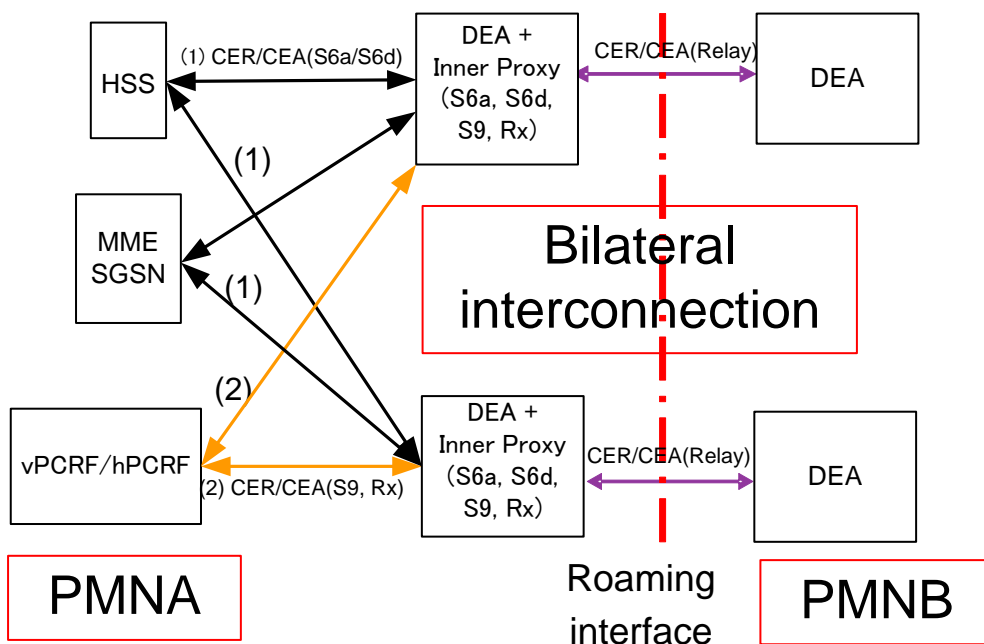 (1) CER/CEA(S6a/S6d)
HSS
DEA +
Inner Proxy
(S6a, S6d,
S9, Rx)
CER/CEA(Relay)
DEA
(1)
MME
SGSN
(1)
Bilateral
interconnection
(2)
vPCRF/hPCRF
(2) CER/CEA(S9, Rx)
DEA +
Inner Proxy
(S6a, S6d,
S9, Rx)
CER/CEA(Relay)
DEA
PMNA
Roaming
interface
PMNB